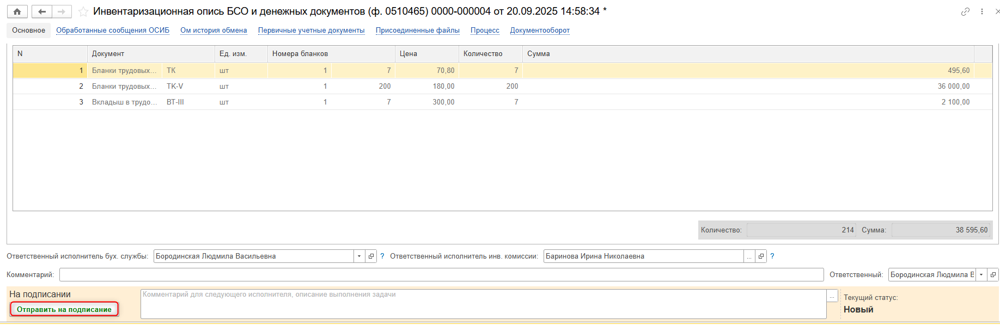 Инвентаризационная опись БСО и денежных документов (ф. 0510465) 0000-000004 от 20.09.2025 14:58:34 *
Основное Обработанные сообщения ОСИБ Ом история обмена Первичные учетные документы Присоединенные файлы Процесс Документооборот
N Документ Ед. изм. Номера бланков Цена Количество Сумма
1 Бланки трудовых... ТК шт 1 7 70,80 7 495,60
2 Бланки трудовых... TK-V шт 1 200 180,00 200 36 000,00
3 Вкладыш в трудо... BT-III шт 1 7 300,00 7 2 100,00
Количество: 214 Сумма: 38 595,60
Ответственный исполнитель бух. службы: Бородинская Людмила Васильевна ? Ответственный исполнитель инв. комиссии: Баринова Ирина Николаевна ... ?
Комментарий: Ответственный: Бородинская Людмила В
На подписании
Отправить на подписание
Комментарий для следующего исполнителя, описание выполнения задачи
...
Текущий статус:
Новый